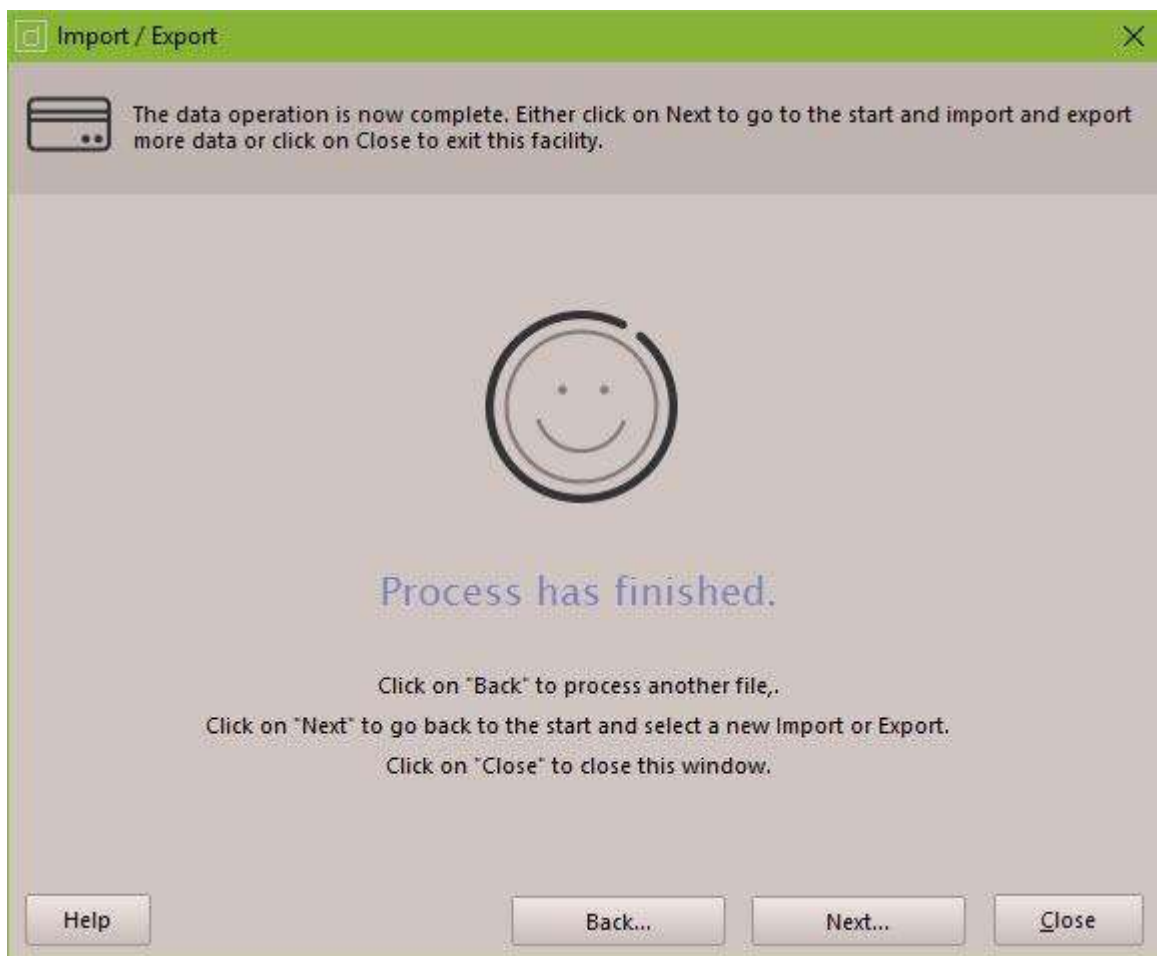 Import / Export
The data operation is now complete. Either click on Next to go to the start and import and export
more data or click on Close to exit this facility.
Process has finished.
Click on "Back" to process another file,.
Click on "Next" to go back to the start and select a new Import or Export.
Click on "Close" to close this window.
Help Back... Next... Close